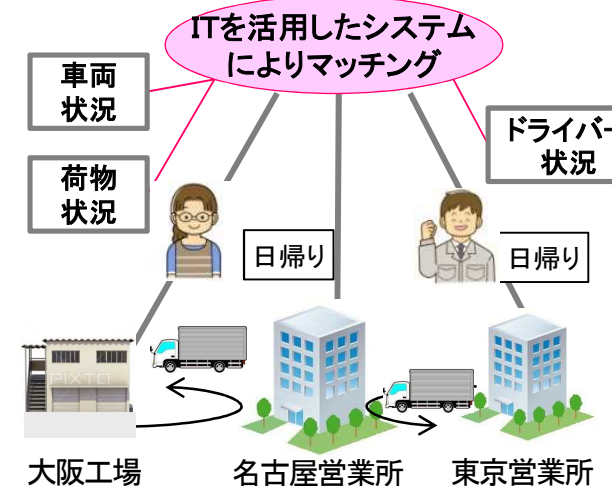 ITを活用したシステム
によりマッチング
車両
状況
荷物
状況
ドライバー
状況
日帰り
日帰り
PIXTA
大阪工場
名古屋営業所
東京営業所